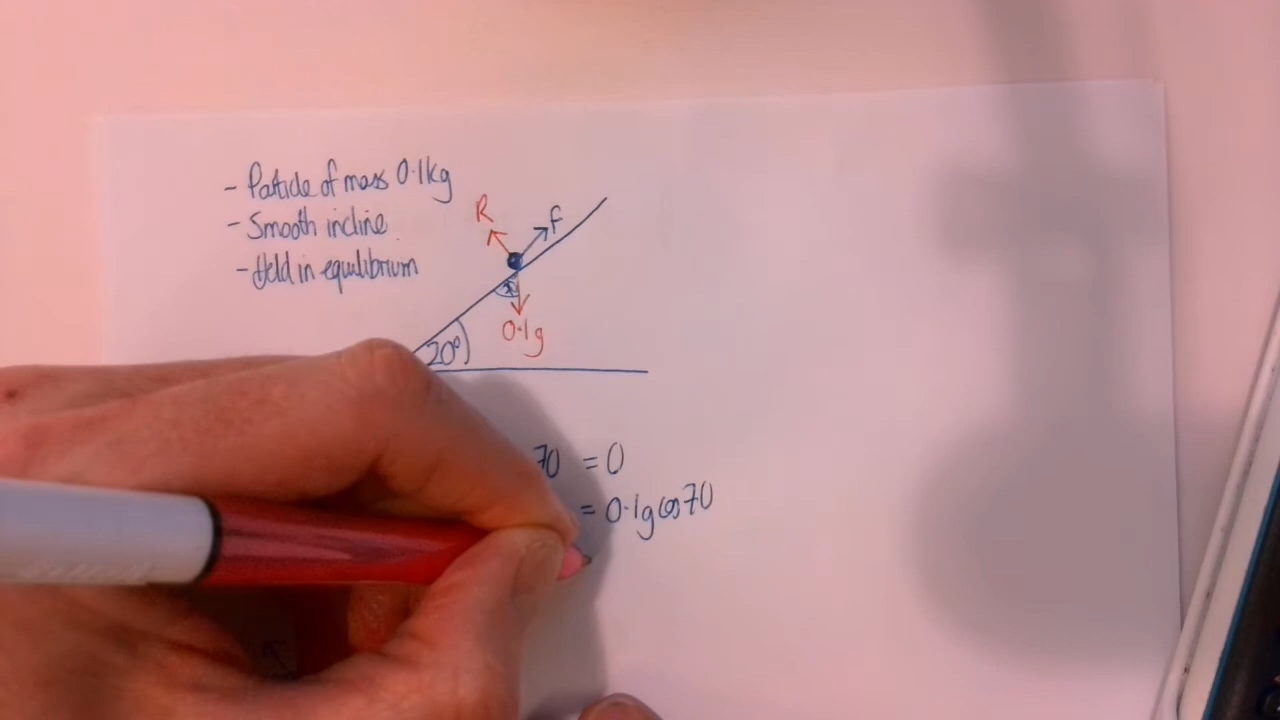 - Particle of mass 0.1kg
- Smooth incline
- Held in equilibrium
R
F
x
0.1g
20°
70 = 0
= 0.1gcos70